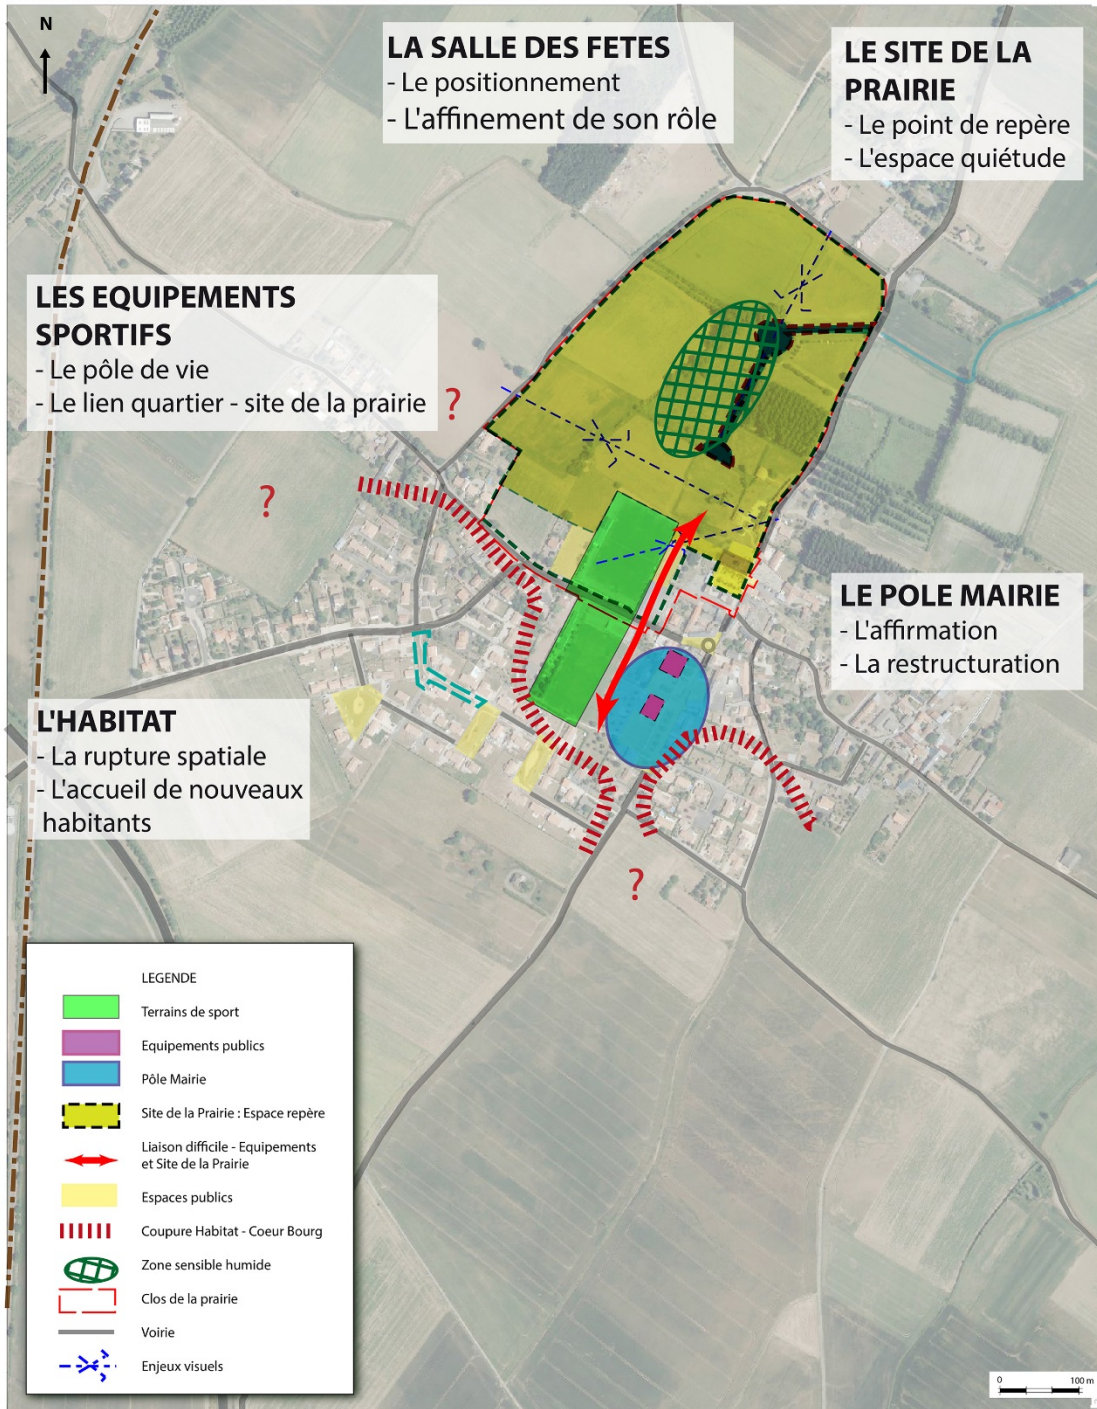 N
LA SALLE DES FETES
- Le positionnement
- L'affinement de son rôle
LE SITE DE LA
PRAIRIE
- Le point de repère
- L'espace quiétude
LES EQUIPEMENTS
SPORTIFS
- Le pôle de vie
- Le lien quartier - site de la prairie
?
?
LE POLE MAIRIE
- L'affirmation
- La restructuration
L'HABITAT
- La rupture spatiale
- L'accueil de nouveaux
habitants
?
LEGENDE
Terrains de sport
Equipements publics
Pôle Mairie
Site de la Prairie : Espace repère
Liaison difficile - Equipements
et Site de la Prairie
Espaces publics
Coupure Habitat - Coeur Bourg
Zone sensible humide
Clos de la prairie
Voirie
Enjeux visuels
0 100 m